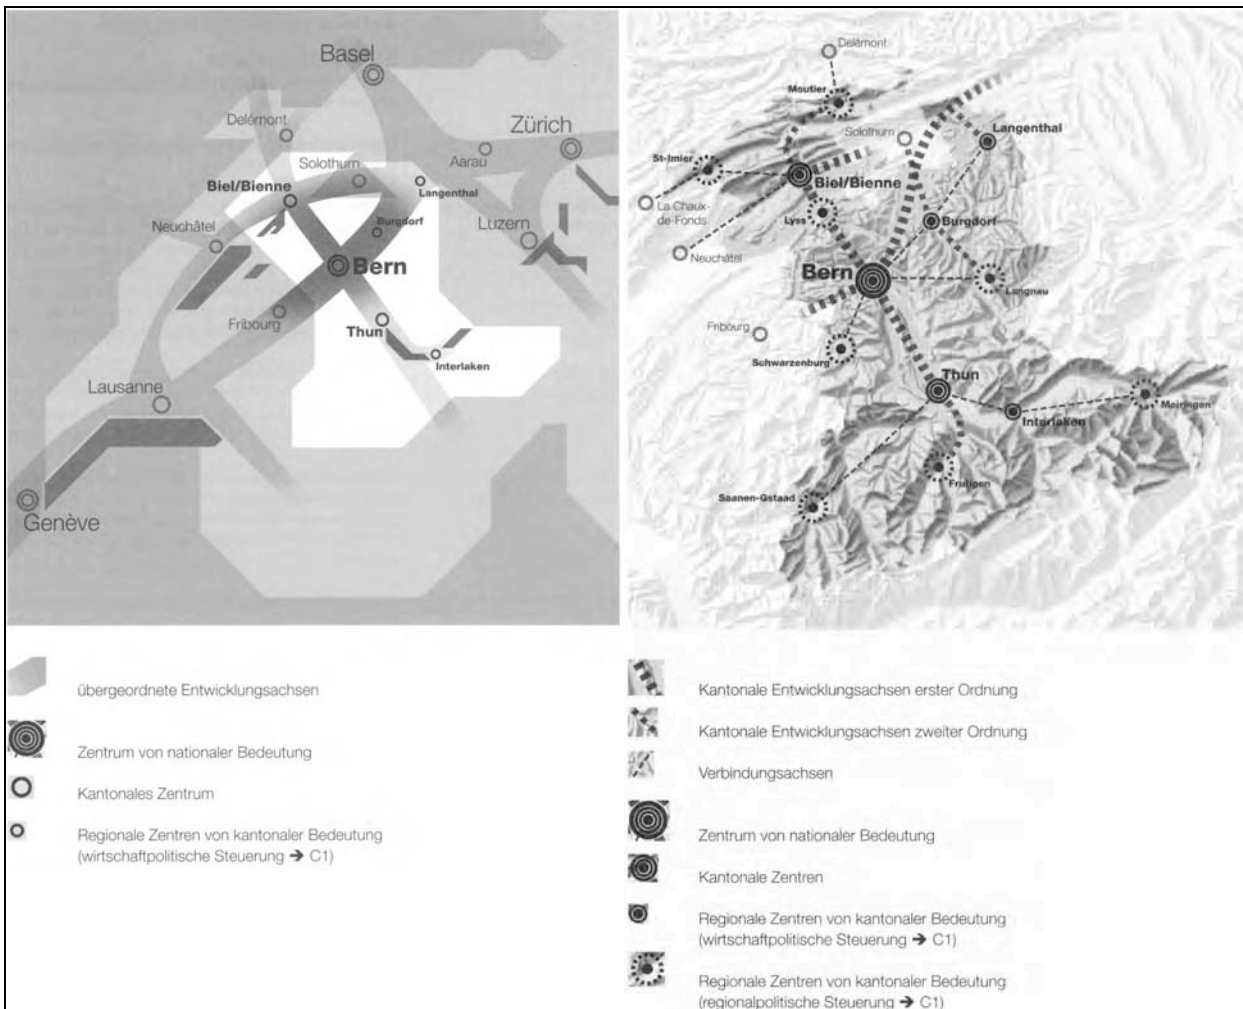 Basel
Delémont
Zürich
Solothurn
Aarau
Biel/Bienne
Langenthal
Neuchâtel
Burgdorf
Luzern
Bern
Fribourg
Thun
Interlaken
Lausanne
Genève
übergeordnete Entwicklungsachsen
Zentrum von nationaler Bedeutung
Kantonales Zentrum
Regionale Zentren von kantonaler Bedeutung
(wirtschaftpolitische Steuerung ➔ C1)
Delémont
Moutier
Solothurn
Langenthal
St-Imier
Biel/Bienne
La Chaux-
de-Fonds
Lyss
Burgdorf
Neuchâtel
Bern
Langnau
Fribourg
Schwarzenburg
Thun
Meiringen
Interlaken
Frutigen
Saanen-Gstaad
Kantonale Entwicklungsachsen erster Ordnung
Kantonale Entwicklungsachsen zweiter Ordnung
Verbindungsachsen
Zentrum von nationaler Bedeutung
Kantonale Zentren
Regionale Zentren von kantonaler Bedeutung
(wirtschaftpolitische Steuerung ➔ C1)
Regionale Zentren von kantonaler Bedeutung
(regionalpolitische Steuerung ➔ C1)